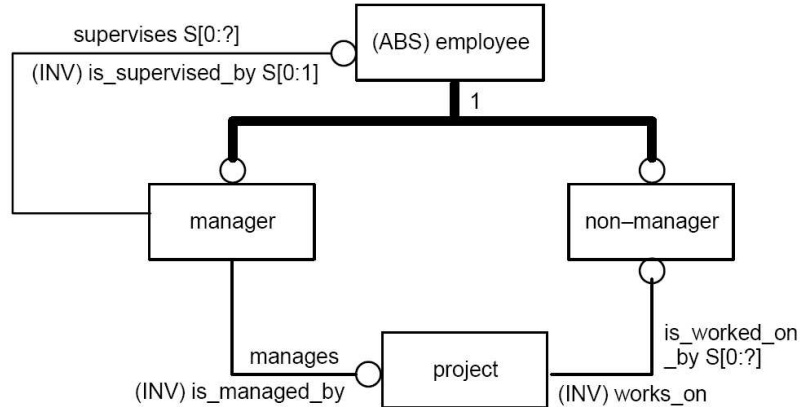 supervises S[0:?]
(ABS) employee
(INV) is_supervised_by S[0:1]
1
manager
non–manager
is_worked_on
_by S[0:?]
manages
project
(INV) is_managed_by
(INV) works_on